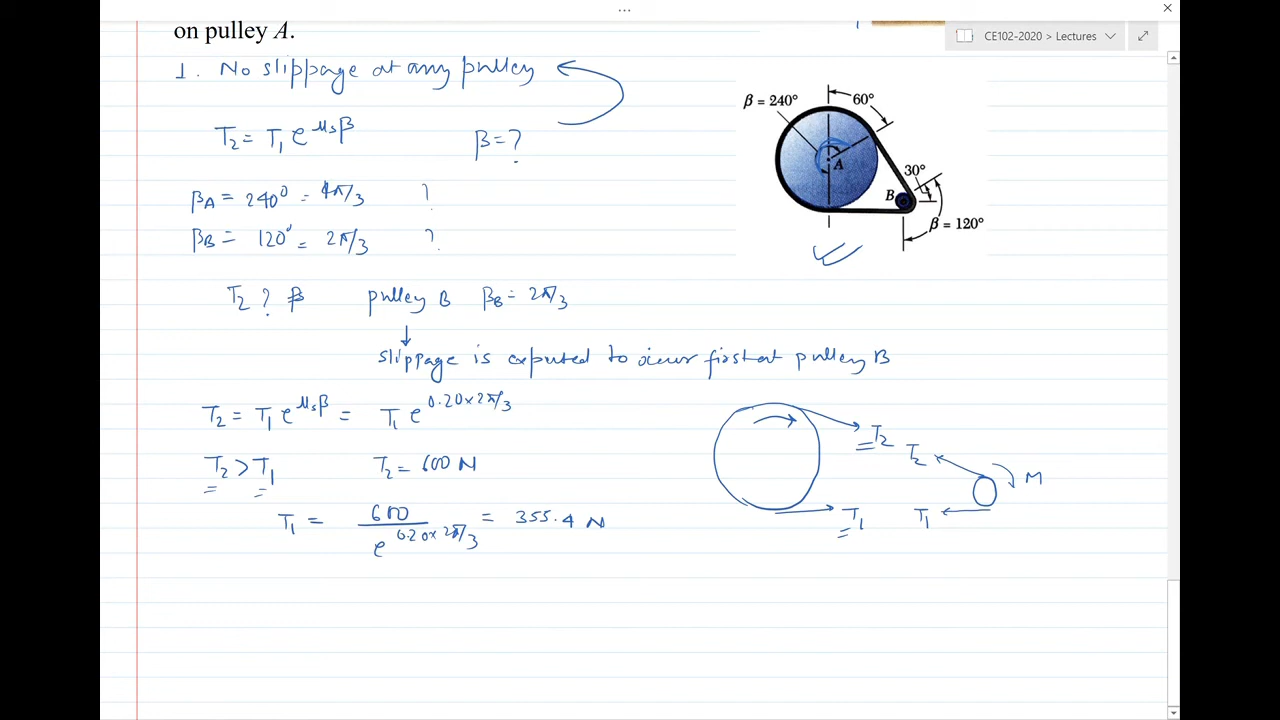 ...
×
on pulley A.
CE102-2020 > Lectures
1. No slippage at any pulley
T₂ = T₁ e^μsβ
β = ?
β = 240°
60°
A
30°
B
β = 120°
βA = 240° = 4π/3 ?
βB = 120° = 2π/3 ?
T₂ ? β pulley B βB = 2π/3
slippage is expected to occur first at pulley B
T₂ = T₁ e^μsβ = T₁ e^0.20×2π/3
T₂ > T₁ T₂ = 600 N
T₁ = 600 / e^0.20×2π/3 = 355.4 N
T₂
T₂
M
T₁
T₁